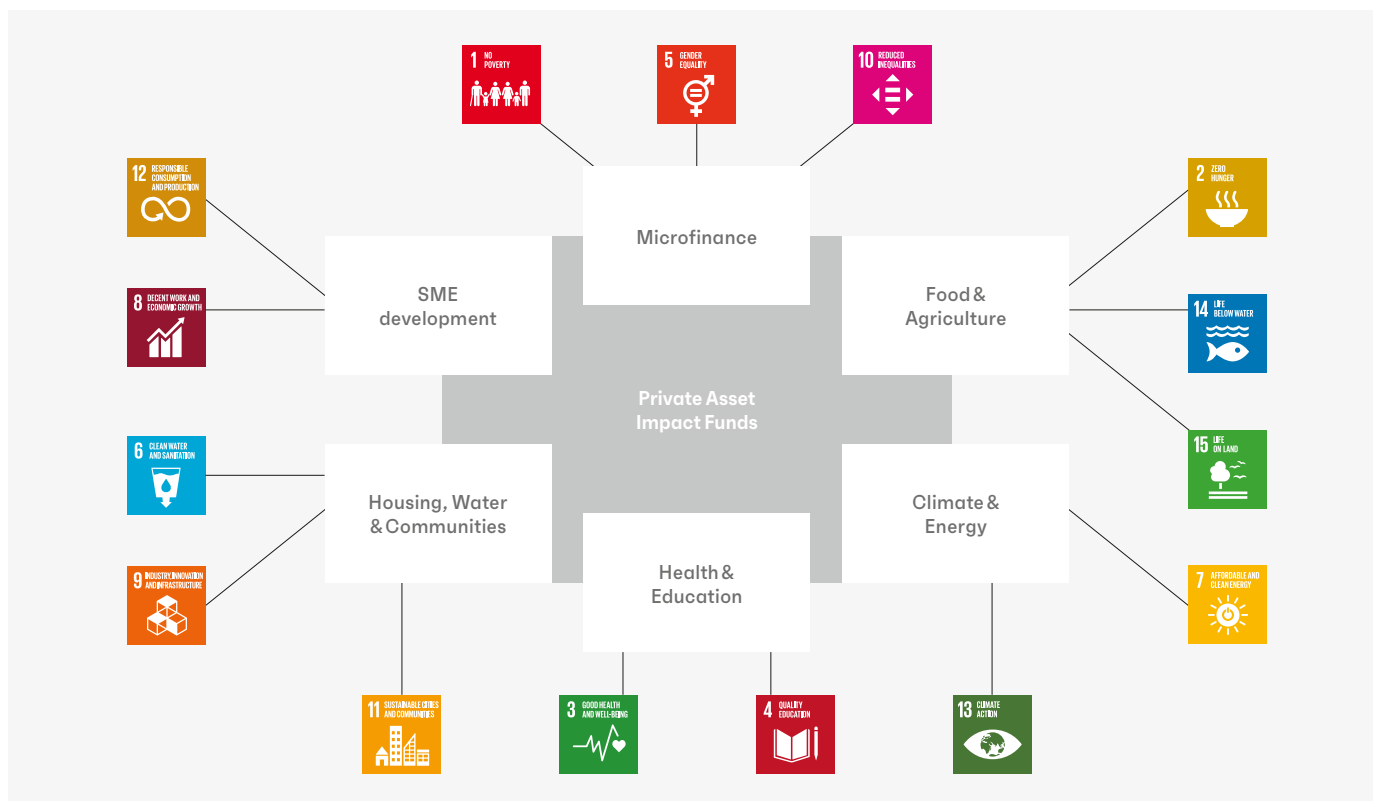 1 NO
POVERTY
5 GENDER
EQUALITY
10 REDUCED
INEQUALITIES
12 RESPONSIBLE
CONSUMPTION
AND PRODUCTION
2 ZERO
HUNGER
Microfinance
SME
development
Food &
Agriculture
8 DECENT WORK AND
ECONOMIC GROWTH
14 LIFE
BELOW WATER
Private Asset
Impact Funds
6 CLEAN WATER
AND SANITATION
15 LIFE
ON LAND
Housing, Water
& Communities
Climate &
Energy
9 INDUSTRY, INNOVATION
AND INFRASTRUCTURE
Health &
Education
7 AFFORDABLE AND
CLEAN ENERGY
11 SUSTAINABLE CITIES
AND COMMUNITIES
3 GOOD HEALTH
AND WELL-BEING
4 QUALITY
EDUCATION
13 CLIMATE
ACTION